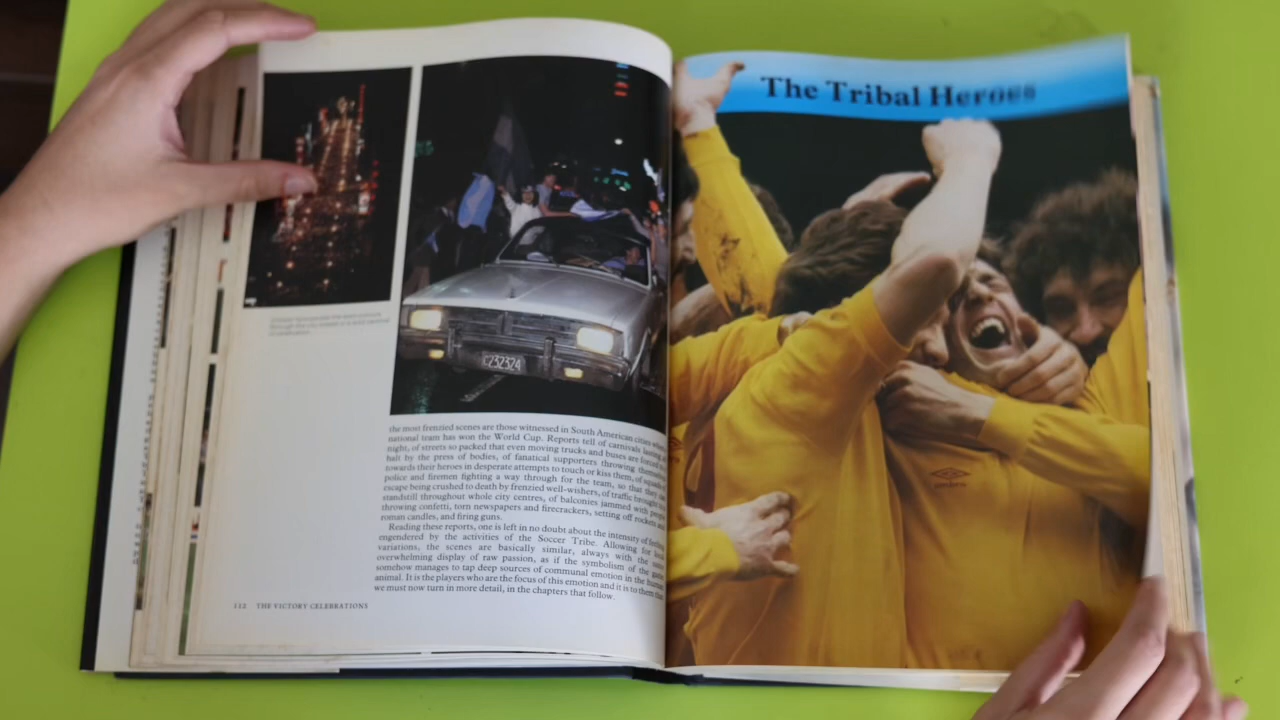 The Tribal Heroes
C232324
umbro
the most frenzied scenes are those witnessed in South American cities
national team has won the World Cup. Reports tell of carnivals
night, of streets so packed that even moving trucks and buses are forced
halt by the press of bodies, of fanatical supporters throwing
towards their heroes in desperate attempts to touch or kiss them, of
police and firemen fighting a way through for the team, so that they
escape being crushed to death by frenzied well-wishers, of traffic brought
standstill throughout whole city centres, of balconies jammed with people
throwing confetti, torn newspapers and firecrackers, setting off rockets and
roman candles, and firing guns.
Reading these reports, one is left in no doubt about the intensity of feeling
engendered by the activities of the Soccer Tribe. Allowing for local
variations, the scenes are basically similar, always with the same
overwhelming display of raw passion, as if the symbolism of the game
somehow manages to tap deep sources of communal emotion in the human
animal. It is the players who are the focus of this emotion and it is to them that
we must now turn in more detail, in the chapters that follow.
112 THE VICTORY CELEBRATIONS